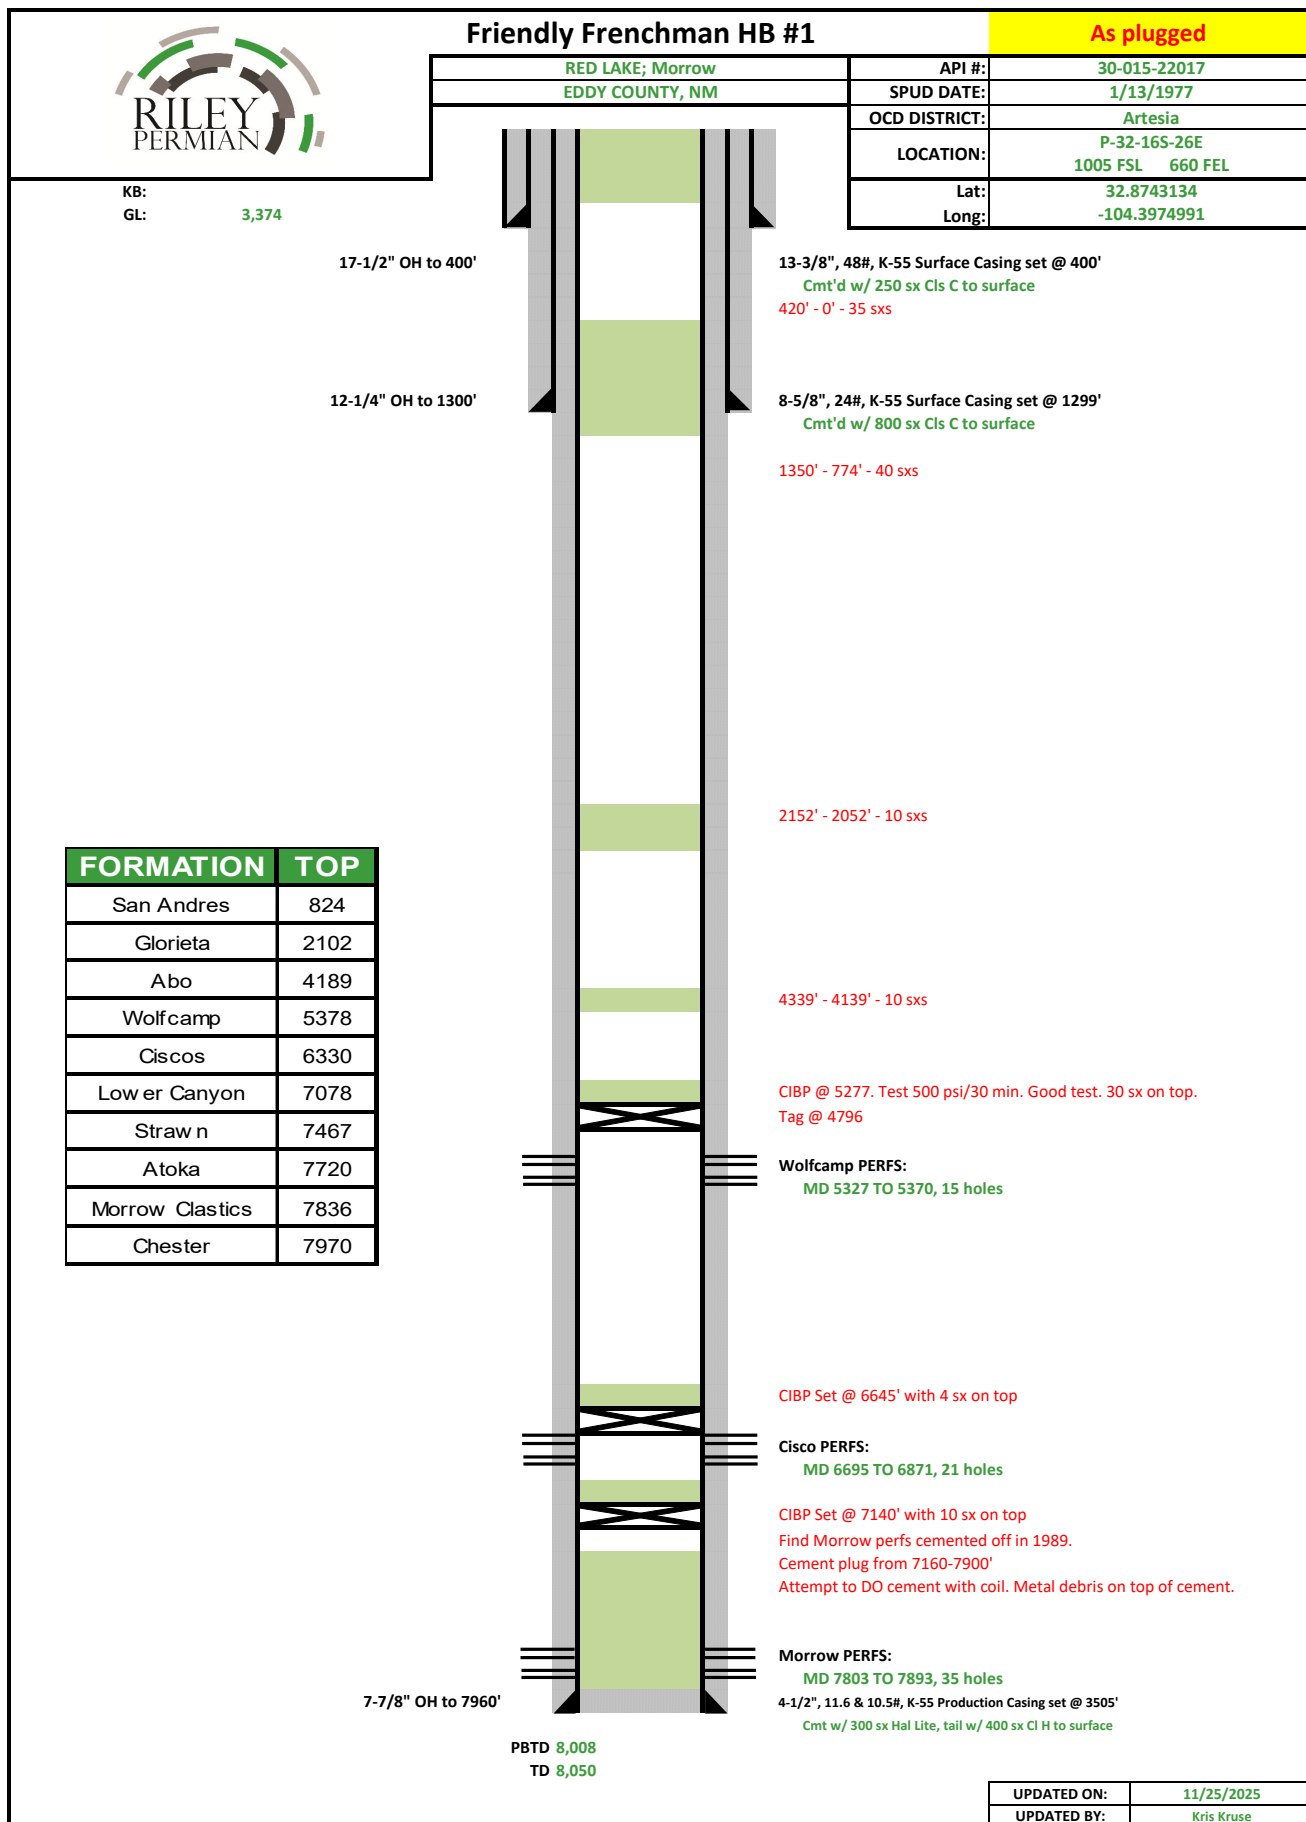 Friendly Frenchman HB #1
As plugged
RILEY
PERMIAN
RED LAKE; Morrow
EDDY COUNTY, NM
API #: 30-015-22017
SPUD DATE: 1/13/1977
OCD DISTRICT: Artesia
LOCATION: P-32-16S-26E
1005 FSL 660 FEL
Lat: 32.8743134
Long: -104.3974991
KB:
GL: 3,374
17-1/2" OH to 400'
13-3/8", 48#, K-55 Surface Casing set @ 400'
Cmt'd w/ 250 sx Cls C to surface
420' - 0' - 35 sxs
12-1/4" OH to 1300'
8-5/8", 24#, K-55 Surface Casing set @ 1299'
Cmt'd w/ 800 sx Cls C to surface
1350' - 774' - 40 sxs
2152' - 2052' - 10 sxs
FORMATION TOP
San Andres 824
Glorieta 2102
Abo 4189
Wolfcamp 5378
Ciscos 6330
Lower Canyon 7078
Strawn 7467
Atoka 7720
Morrow Clastics 7836
Chester 7970
4339' - 4139' - 10 sxs
CIBP @ 5277. Test 500 psi/30 min. Good test. 30 sx on top.
Tag @ 4796
Wolfcamp PERFS:
MD 5327 TO 5370, 15 holes
CIBP Set @ 6645' with 4 sx on top
Cisco PERFS:
MD 6695 TO 6871, 21 holes
CIBP Set @ 7140' with 10 sx on top
Find Morrow perfs cemented off in 1989.
Cement plug from 7160-7900'
Attempt to DO cement with coil. Metal debris on top of cement.
Morrow PERFS:
MD 7803 TO 7893, 35 holes
7-7/8" OH to 7960'
4-1/2", 11.6 & 10.5#, K-55 Production Casing set @ 3505'
Cmt w/ 300 sx Hal Lite, tail w/ 400 sx Cl H to surface
PBTD 8,008
TD 8,050
UPDATED ON: 11/25/2025
UPDATED BY: Kris Kruse